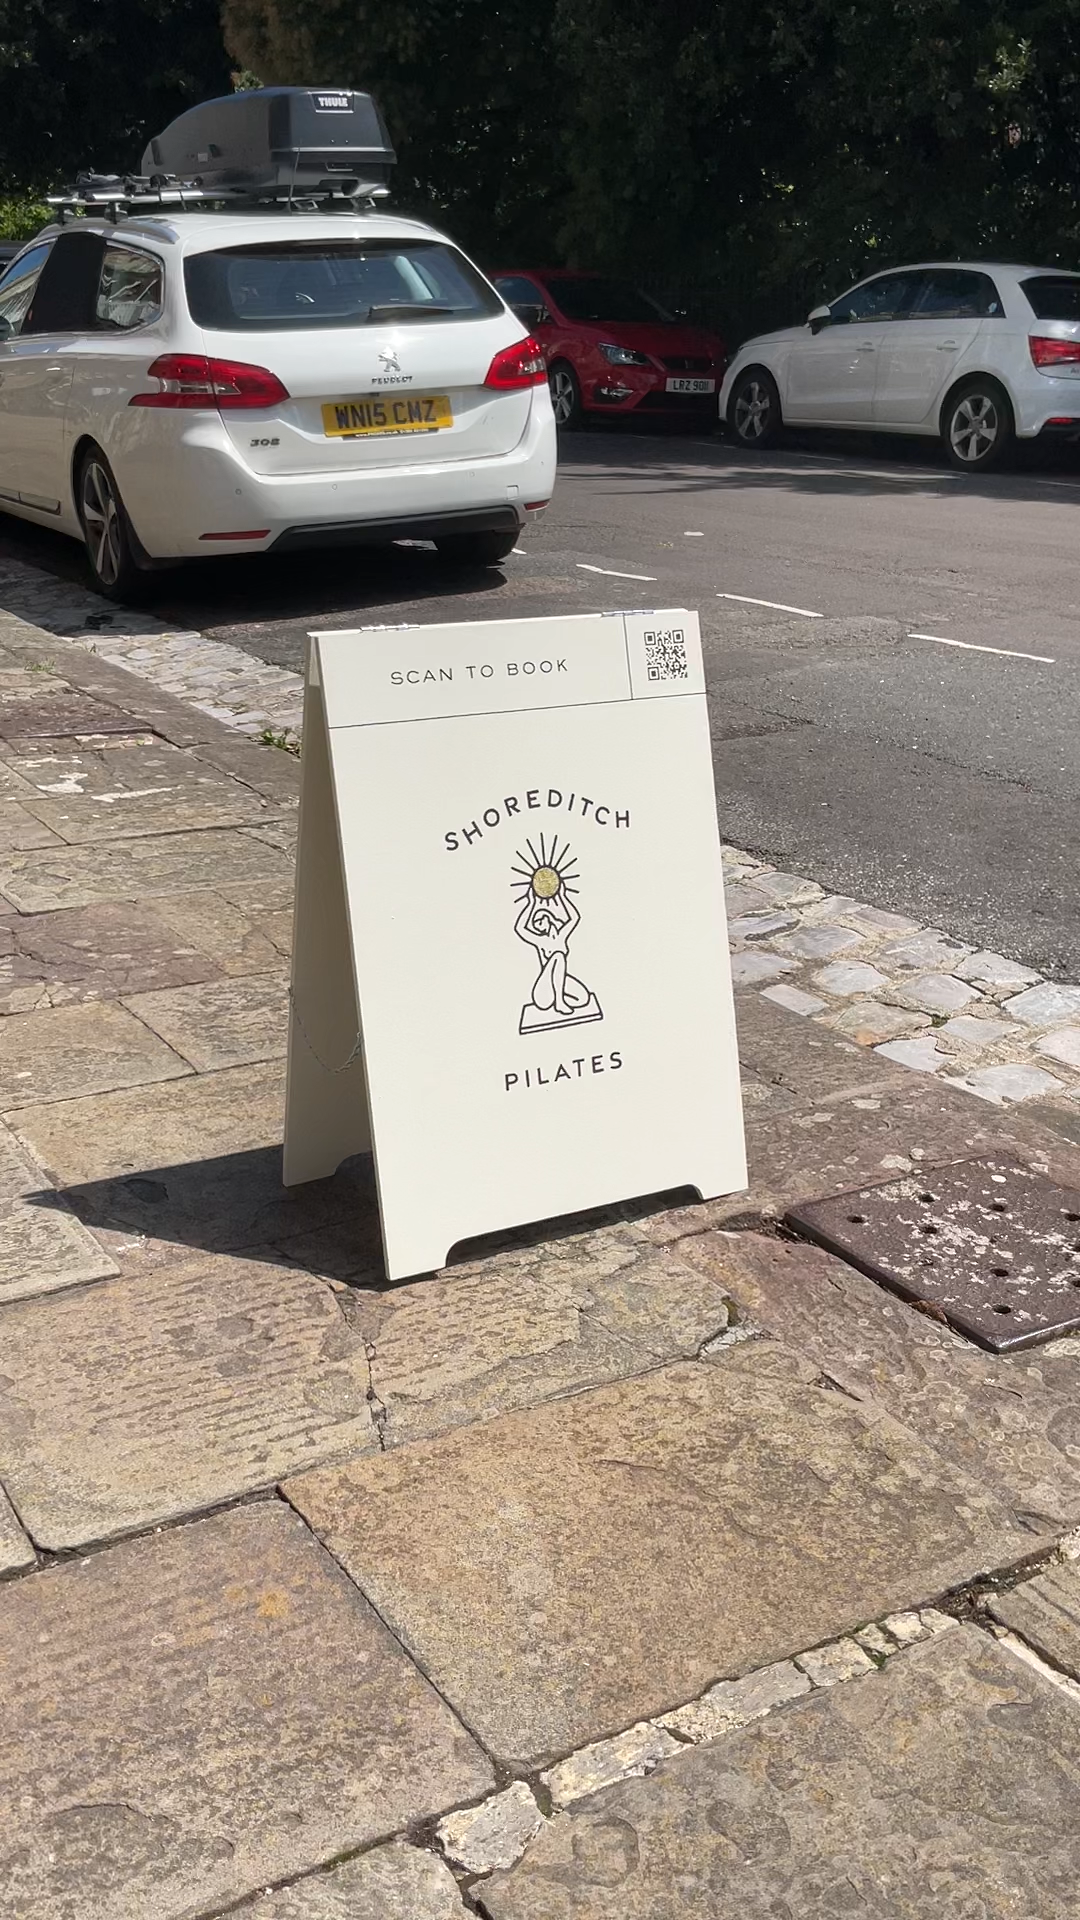 THULE
PEUGEOT
308
WN15 CMZ
LRZ 9011
SCAN TO BOOK
SHOREDITCH
PILATES